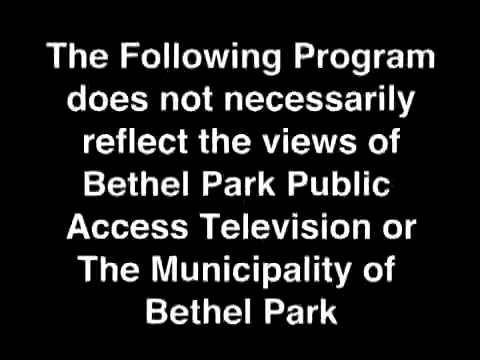 The Following Program
does not necessarily
reflect the views of
Bethel Park Public
Access Television or
The Municipality of
Bethel Park